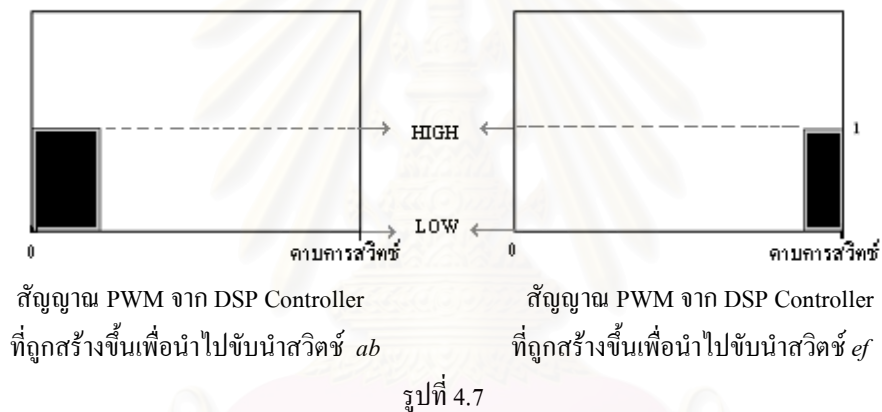 HIGH
1
LOW
0
คาบการสวิทช์
0
คาบการสวิทช์
สัญญาณ PWM จาก DSP Controller
ที่ถูกสร้างขึ้นเพื่อนำไปขับนำสวิตช์ ab
สัญญาณ PWM จาก DSP Controller
ที่ถูกสร้างขึ้นเพื่อนำไปขับนำสวิตช์ ef
รูปที่ 4.7